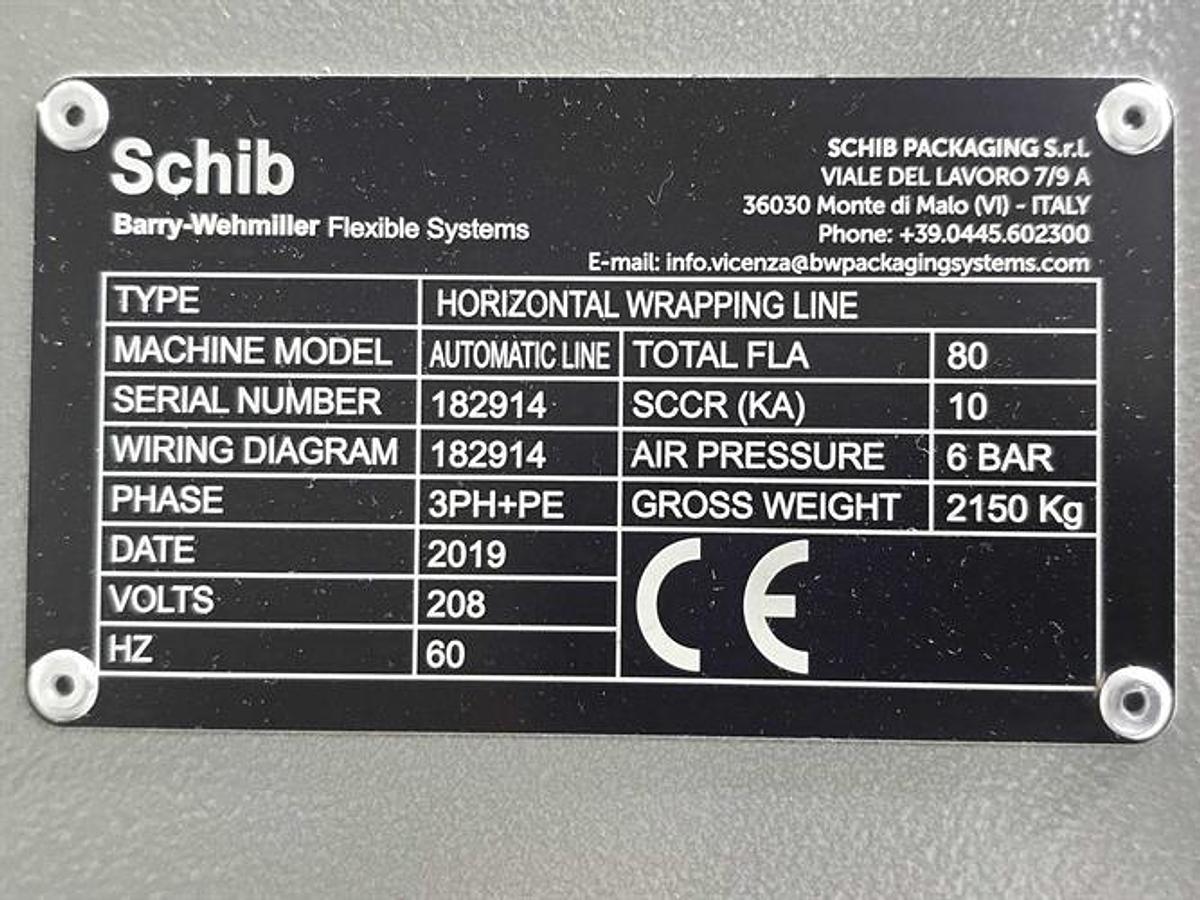 Schib
Barry-Wehmiller Flexible Systems
SCHIB PACKAGING S.r.l.
VIALE DEL LAVORO 7/9 A
36030 Monte di Malo (VI) - ITALY
Phone: +39.0445.602300
E-mail: info.vicenza@bwpackagingsystems.com
TYPE HORIZONTAL WRAPPING LINE
MACHINE MODEL AUTOMATIC LINE TOTAL FLA 80
SERIAL NUMBER 182914 SCCR (KA) 10
WIRING DIAGRAM 182914 AIR PRESSURE 6 BAR
PHASE 3PH+PE GROSS WEIGHT 2150 Kg
DATE 2019
VOLTS 208
HZ 60
CE